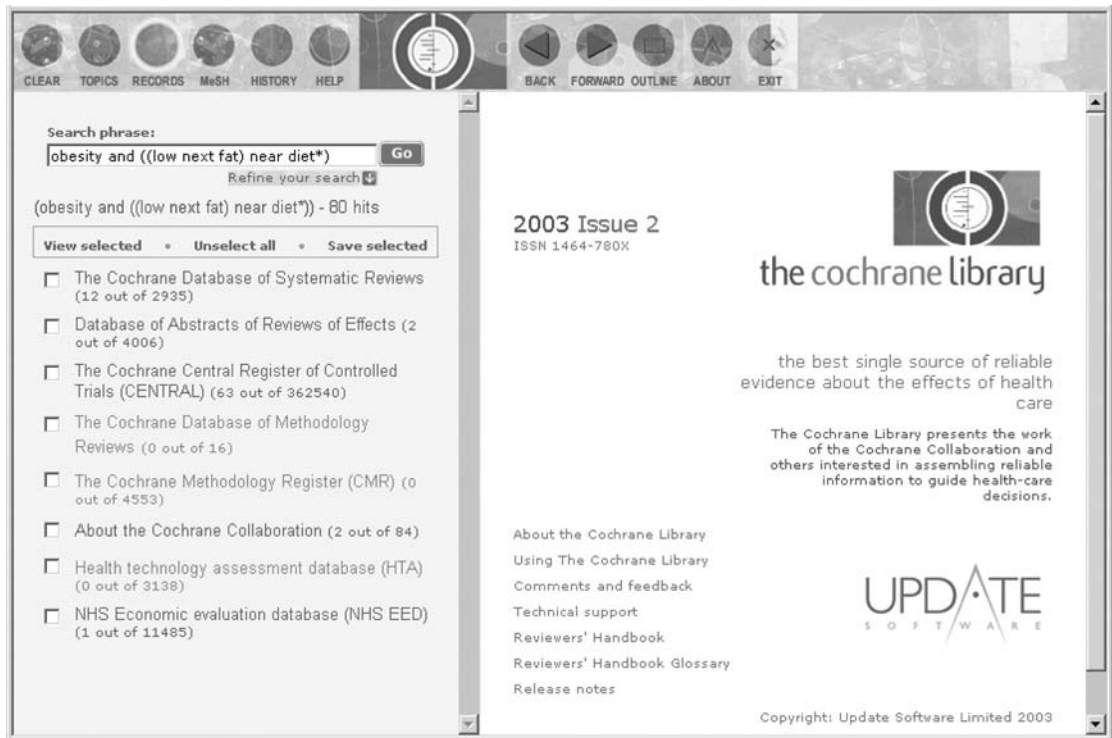 CLEAR TOPICS RECORDS MeSH HISTORY HELP BACK FORWARD OUTLINE ABOUT EXIT
Search phrase:
obesity and ((low next fat) near diet*) Go
Refine your search
(obesity and ((low next fat) near diet*)) - 80 hits
View selected • Unselect all • Save selected
The Cochrane Database of Systematic Reviews
(12 out of 2935)
Database of Abstracts of Reviews of Effects (2
out of 4006)
The Cochrane Central Register of Controlled
Trials (CENTRAL) (63 out of 362540)
The Cochrane Database of Methodology
Reviews (0 out of 16)
The Cochrane Methodology Register (CMR) (0
out of 4553)
About the Cochrane Collaboration (2 out of 84)
Health technology assessment database (HTA)
(0 out of 3138)
NHS Economic evaluation database (NHS EED)
(1 out of 11485)
2003 Issue 2
ISSN 1464-780X
the cochrane library
the best single source of reliable
evidence about the effects of health
care
The Cochrane Library presents the work
of the Cochrane Collaboration and
others interested in assembling reliable
information to guide health-care
decisions.
About the Cochrane Library
Using The Cochrane Library
Comments and feedback
Technical support
Reviewers' Handbook
Reviewers' Handbook Glossary
Release notes
UPDATE
SOFTWARE
Copyright: Update Software Limited 2003